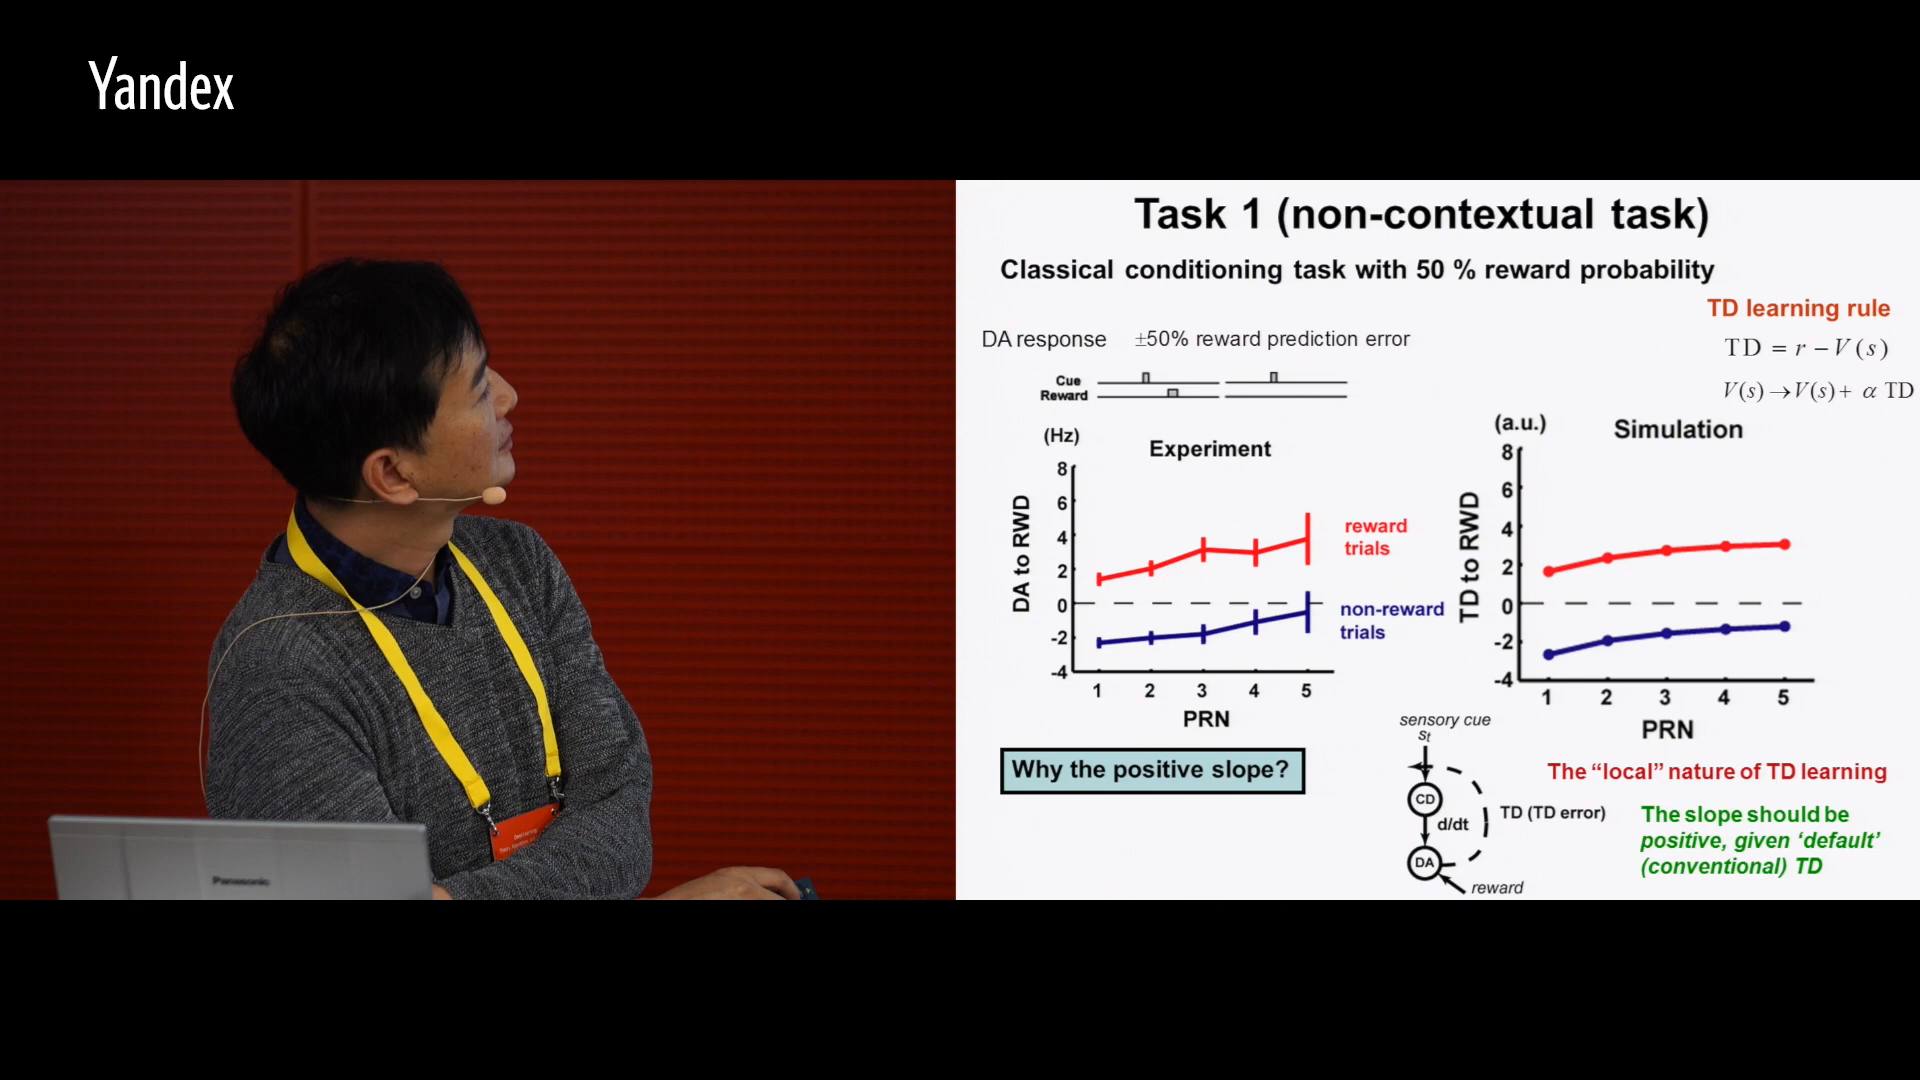 Yandex
Task 1 (non-contextual task)
Classical conditioning task with 50 % reward probability
TD learning rule
TD = r − V(s)
V(s) → V(s) + α TD
DA response ±50% reward prediction error
Cue
Reward
(Hz)
Experiment
DA to RWD
8
6
4
2
0
-2
-4
1 2 3 4 5
PRN
reward
trials
non-reward
trials
(a.u.)
Simulation
TD to RWD
8
6
4
2
0
-2
-4
1 2 3 4 5
PRN
Why the positive slope?
sensory cue
st
CD
d/dt
DA
TD (TD error)
reward
The “local” nature of TD learning
The slope should be
positive, given ‘default’
(conventional) TD
Panasonic